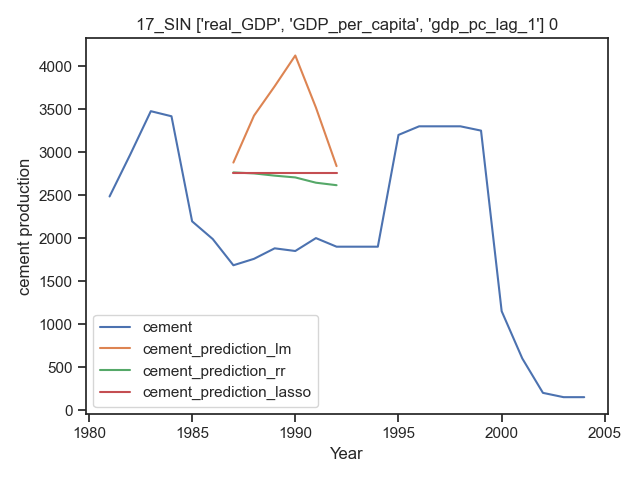 17_SIN ['real_GDP', 'GDP_per_capita', 'gdp_pc_lag_1'] 0
cement production
4000
3500
3000
2500
2000
1500
1000
500
0
cement
cement_prediction_lm
cement_prediction_rr
cement_prediction_lasso
1980 1985 1990 1995 2000 2005
Year